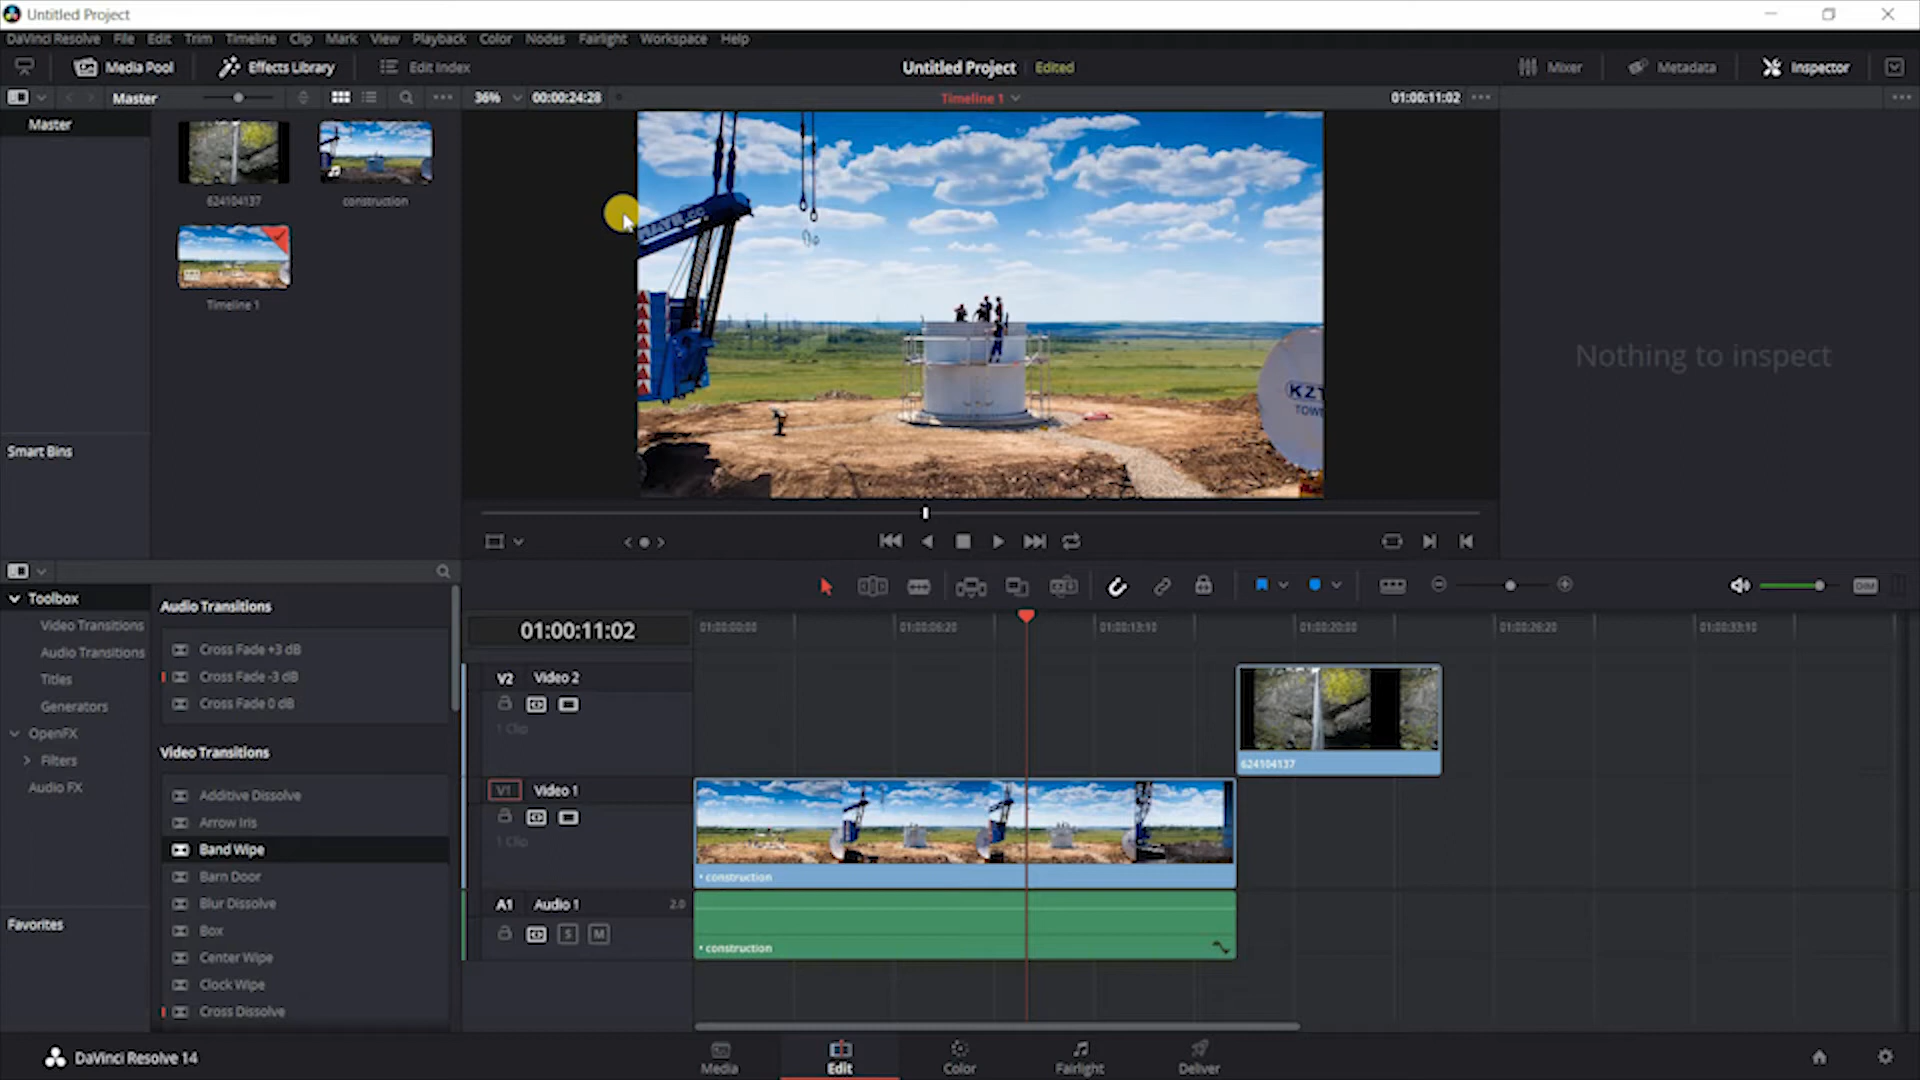 Untitled Project
DaVinci Resolve File Edit Trim Timeline Clip Mark View Playback Color Nodes Fairlight Workspace Help
Media Pool Effects Library Edit Index Untitled Project Edited Mixer Metadata Inspector
Master 36% 00:00:24:28 Timeline 1 01:00:11:02
Master
624104137 construction
Timeline 1
KZT
TOWE
Nothing to inspect
Smart Bins
Toolbox
Video Transitions
Audio Transitions
Titles
Generators
OpenFX
Filters
Audio FX
Favorites
Audio Transitions
Cross Fade +3 dB
Cross Fade -3 dB
Cross Fade 0 dB
Video Transitions
Additive Dissolve
Arrow Iris
Band Wipe
Barn Door
Blur Dissolve
Box
Center Wipe
Clock Wipe
Cross Dissolve
DIM
01:00:11:02 01:00:00:00 01:00:06:20 01:00:13:10 01:00:20:00 01:00:26:20 01:00:33:10
V2 Video 2
1 Clip
624104137
V1 Video 1
1 Clip
• construction
A1 Audio 1 2.0
S M
• construction
DaVinci Resolve 14
Media Edit Color Fairlight Deliver